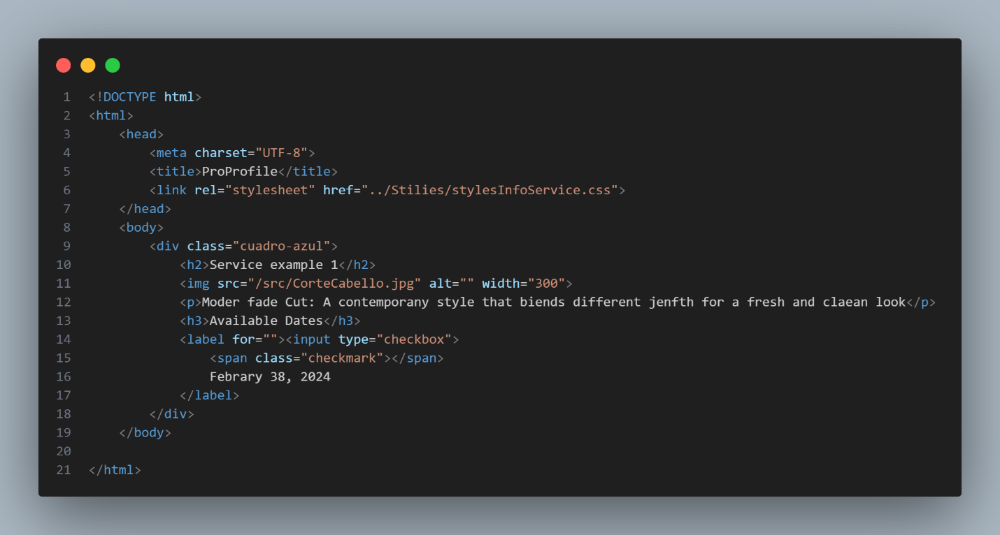 1 <!DOCTYPE html>
2 <html>
3     <head>
4         <meta charset="UTF-8">
5         <title>ProProfile</title>
6         <link rel="stylesheet" href="../Stilies/stylesInfoService.css">
7     </head>
8     <body>
9         <div class="cuadro-azul">
10             <h2>Service example 1</h2>
11             <img src="/src/CorteCabello.jpg" alt="" width="300">
12             <p>Moder fade Cut: A contemporany style that biends different jenfth for a fresh and claean look</p>
13             <h3>Available Dates</h3>
14             <label for=""><input type="checkbox">
15                 <span class="checkmark"></span>
16                 Febrary 38, 2024
17             </label>
18         </div>
19     </body>
20
21 </html>